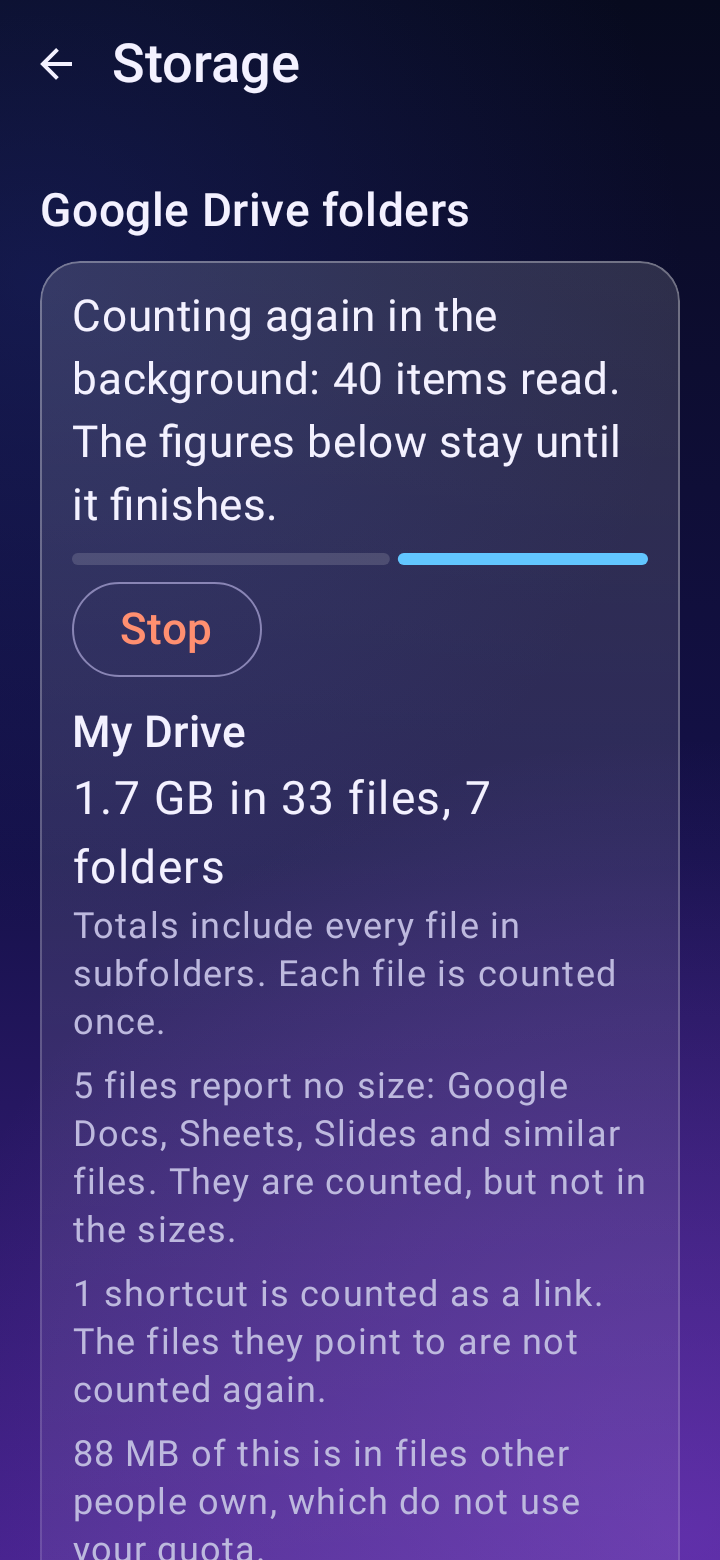 Storage
Google Drive folders
Counting again in the
background: 40 items read.
The figures below stay until
it finishes.
Stop
My Drive
1.7 GB in 33 files, 7
folders
Totals include every file in
subfolders. Each file is counted
once.
5 files report no size: Google
Docs, Sheets, Slides and similar
files. They are counted, but not in
the sizes.
1 shortcut is counted as a link.
The files they point to are not
counted again.
88 MB of this is in files other
people own, which do not use
your quota.